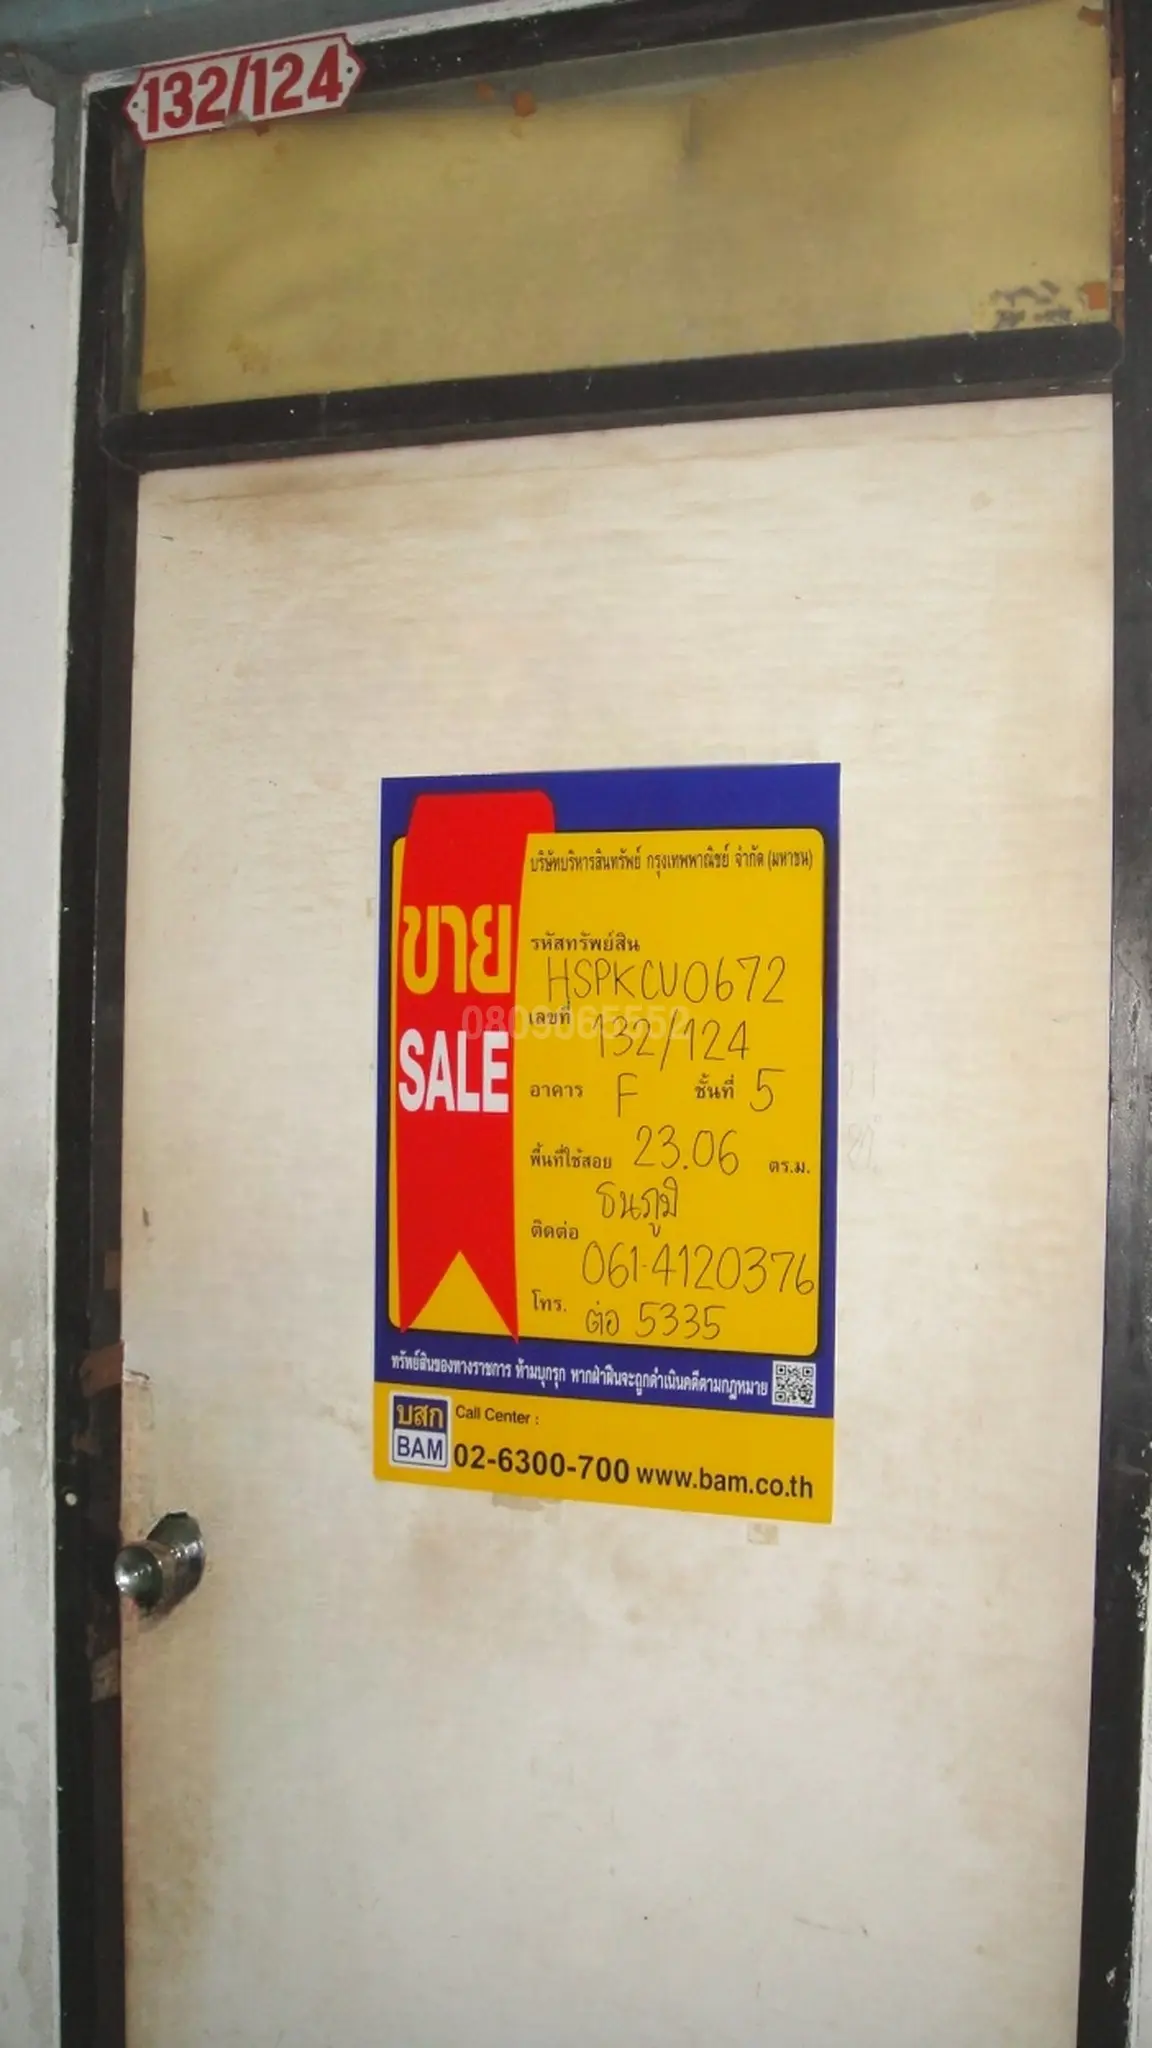 132/124
บริษัทบริหารสินทรัพย์ กรุงเทพพาณิชย์ จำกัด (มหาชน)
ขาย
SALE
รหัสทรัพย์สิน
HSPKCU0672
เลขที่ 132/124
0809065552
อาคาร F ชั้นที่ 5
พื้นที่ใช้สอย 23.06 ตร.ม.
ติดต่อ ธนภูมิ
โทร. 061-4120376
ต่อ 5335
ทรัพย์สินของทางราชการ ห้ามบุกรุก หากฝ่าฝืนจะถูกดำเนินคดีตามกฎหมาย
บสก
BAM
Call Center :
02-6300-700 www.bam.co.th